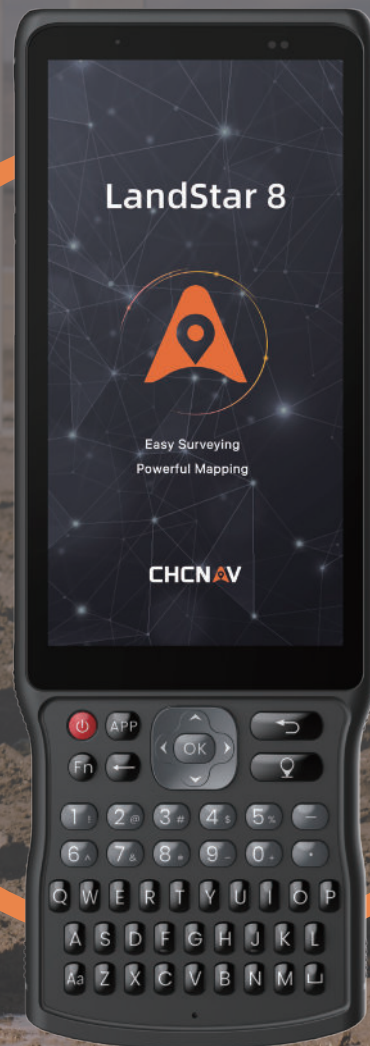 LandStar 8
Easy Surveying
Powerful Mapping
CHCNAV
APP
OK
Fn
1 ! 2 @ 3 # 4 $ 5 % −
6 ^ 7 & 8 * 9 - 0 + .
Q W E R T Y U I O P
A S D F G H J K L
Aa Z X C V B N M